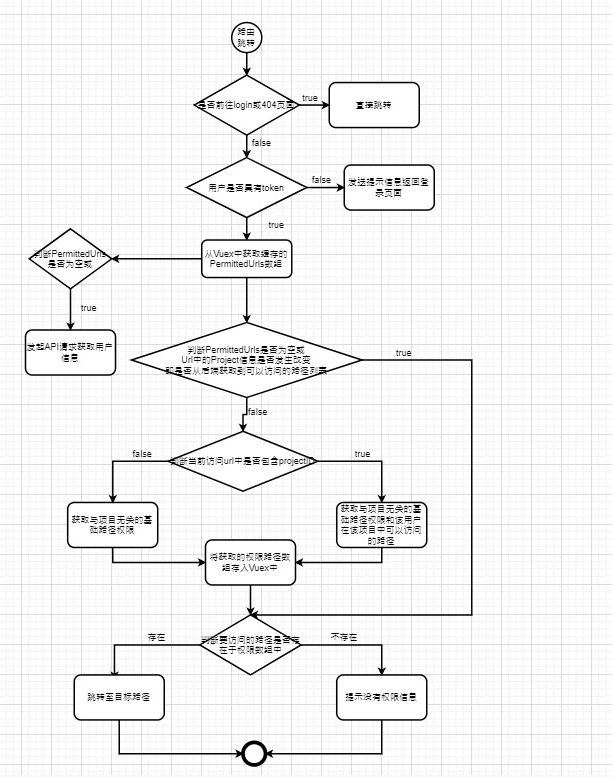 路由
跳转
是否前往login或404页面
true
直接跳转
false
用户是否具有token
false
发送提示信息返回登
录页面
true
从Vuex中获取缓存的
PermittedUrls数组
判断PermittedUrls
是否为空或
true
发起API请求获取用户
信息
判断PermittedUrls是否为空或
Url中的Project信息是否发生改变
即是否从后端获取到可以访问的路径列表
true
false
判断当前访问url中是否包含projectID
false
true
获取与项目无关的基
础路径权限
获取与项目无关的基
础路径权限和该用户
在该项目中可以访问
的路径
将获取的权限路径数
组存入Vuex中
判断要访问的路径是否存
在于权限数组中
存在
不存在
跳转至目标路径
提示没有权限信息